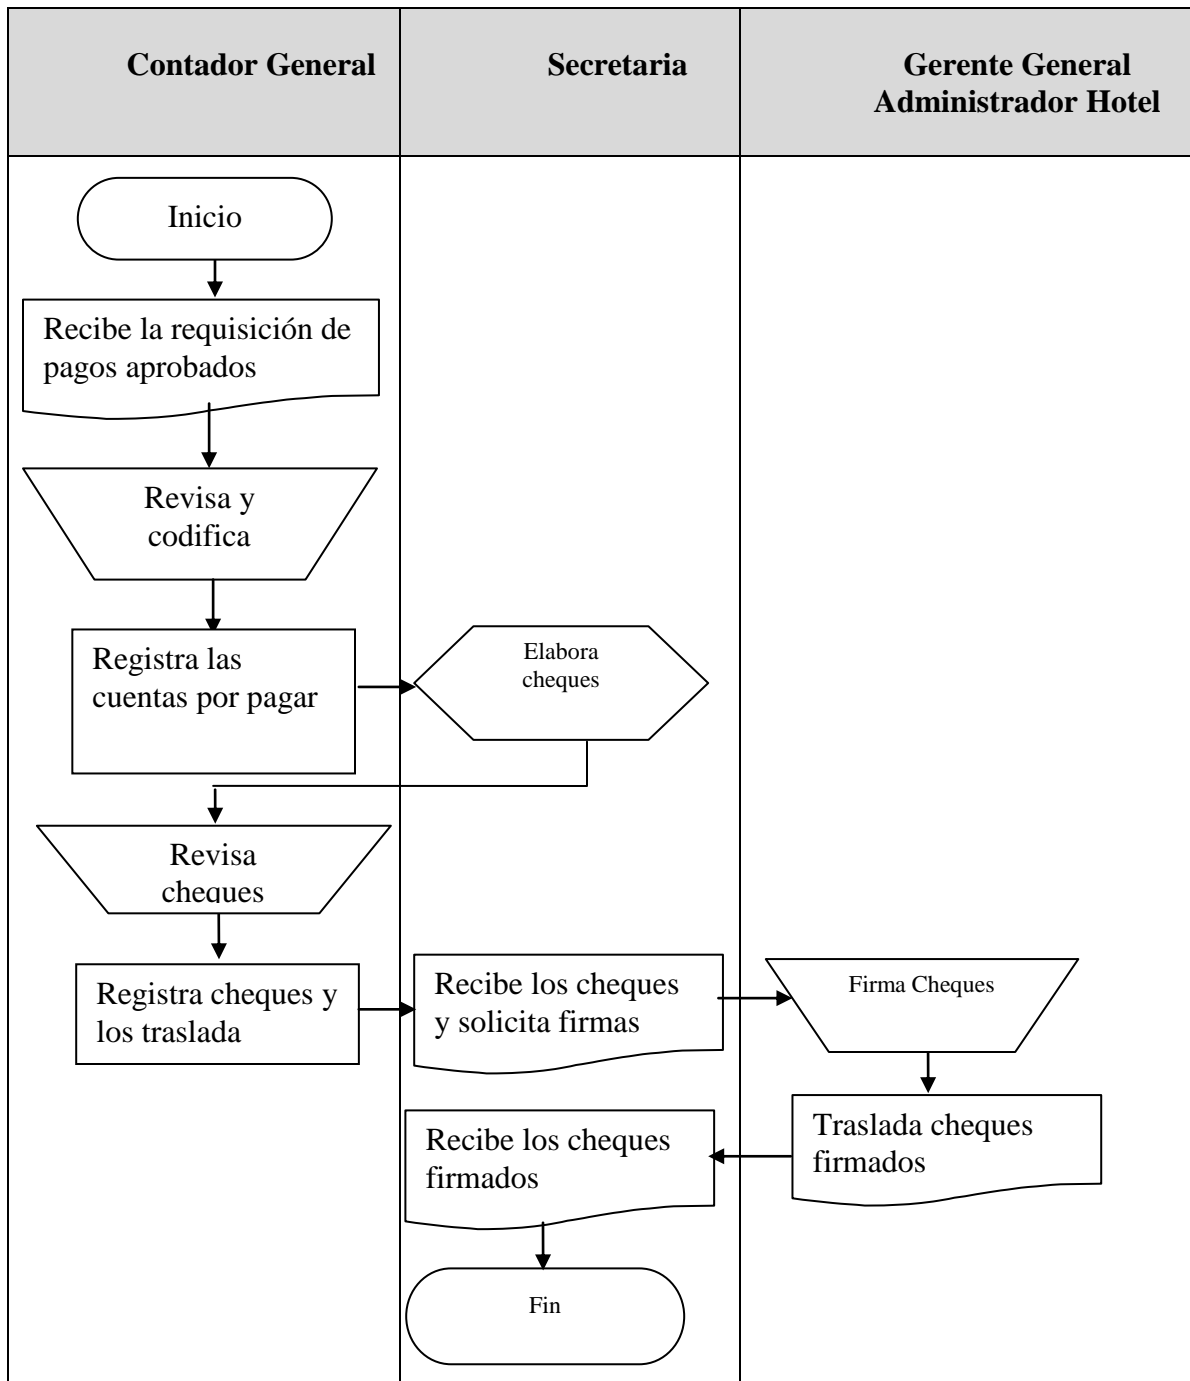 Contador General
Secretaria
Gerente General
Administrador Hotel
Inicio
Recibe la requisición de
pagos aprobados
Revisa y
codifica
Registra las
cuentas por pagar
Elabora
cheques
Revisa
cheques
Registra cheques y
los traslada
Recibe los cheques
y solicita firmas
Firma Cheques
Traslada cheques
firmados
Recibe los cheques
firmados
Fin